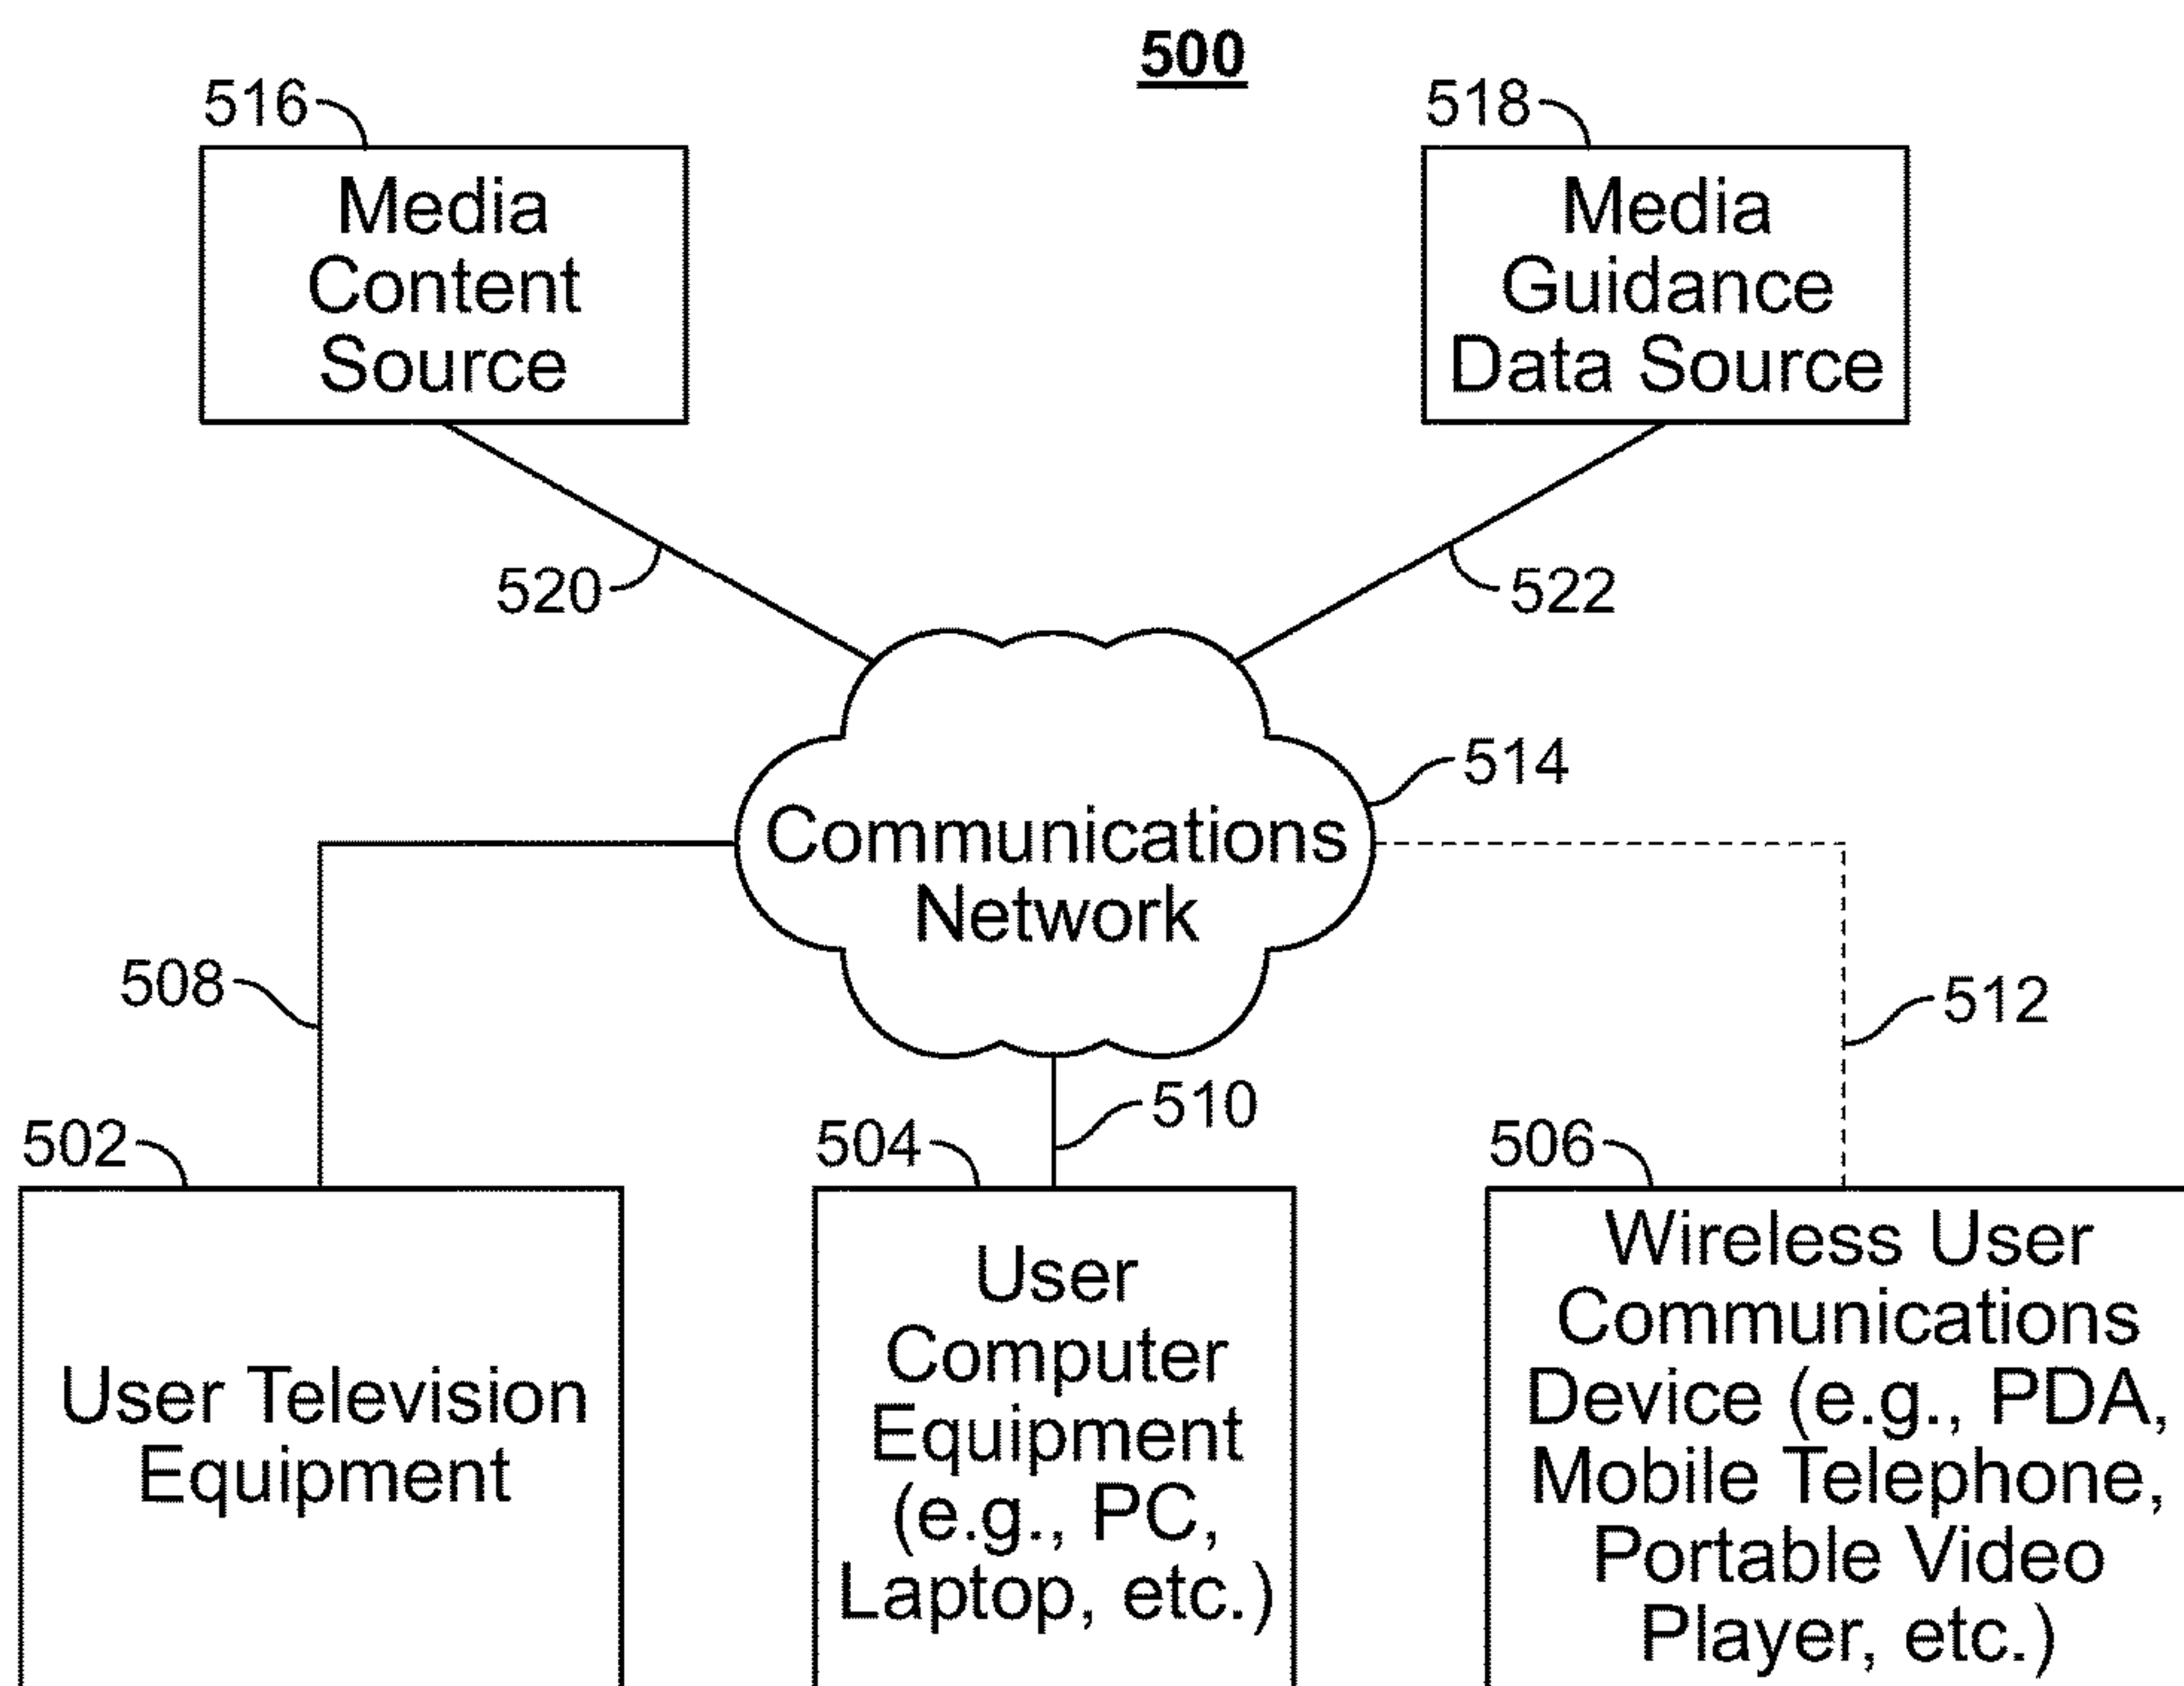 500
516
518
Media
Content
Source
Media
Guidance
Data Source
520
522
514
Communications
Network
508
512
510
502
504
506
User Television
Equipment
User
Computer
Equipment
(e.g., PC,
Laptop, etc.)
Wireless User
Communications
Device (e.g., PDA,
Mobile Telephone,
Portable Video
Player, etc.)